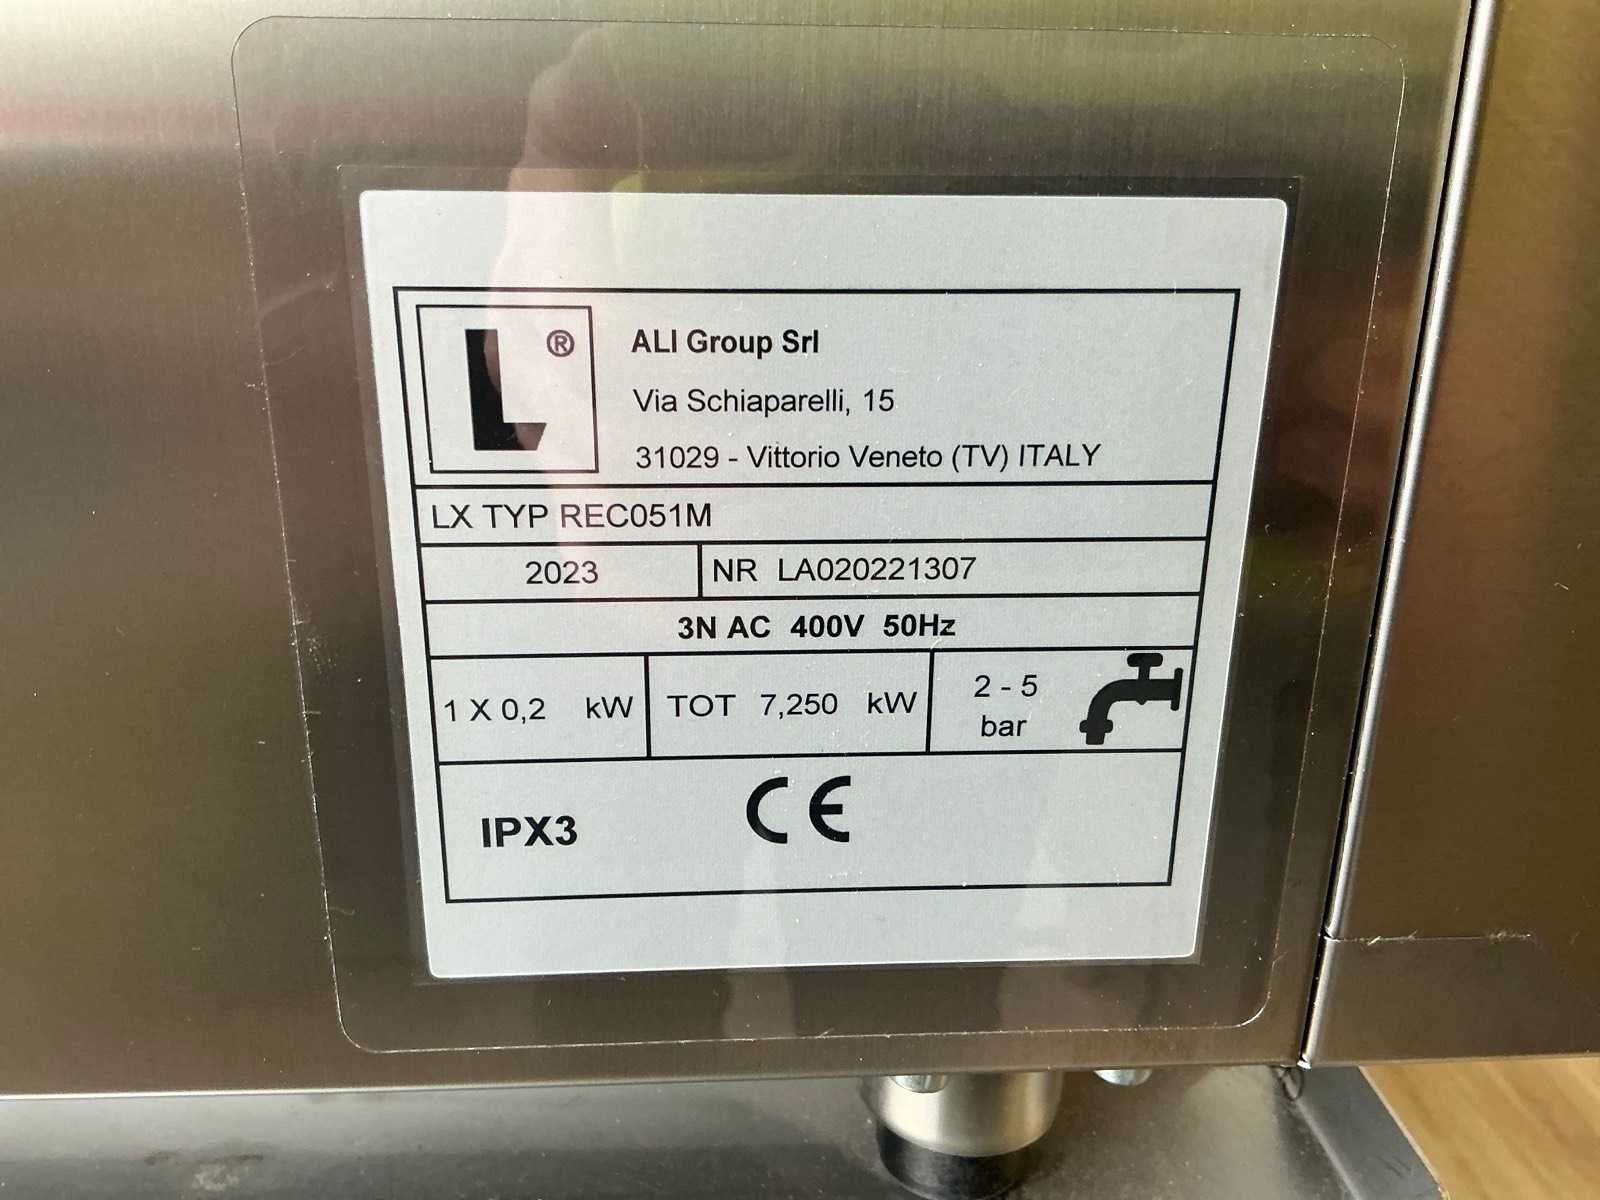 L ®
ALI Group Srl
Via Schiaparelli, 15
31029 - Vittorio Veneto (TV) ITALY
LX TYP REC051M
2023 NR LA020221307
3N AC 400V 50Hz
1 X 0,2 kW TOT 7,250 kW 2 - 5
bar
IPX3 CE